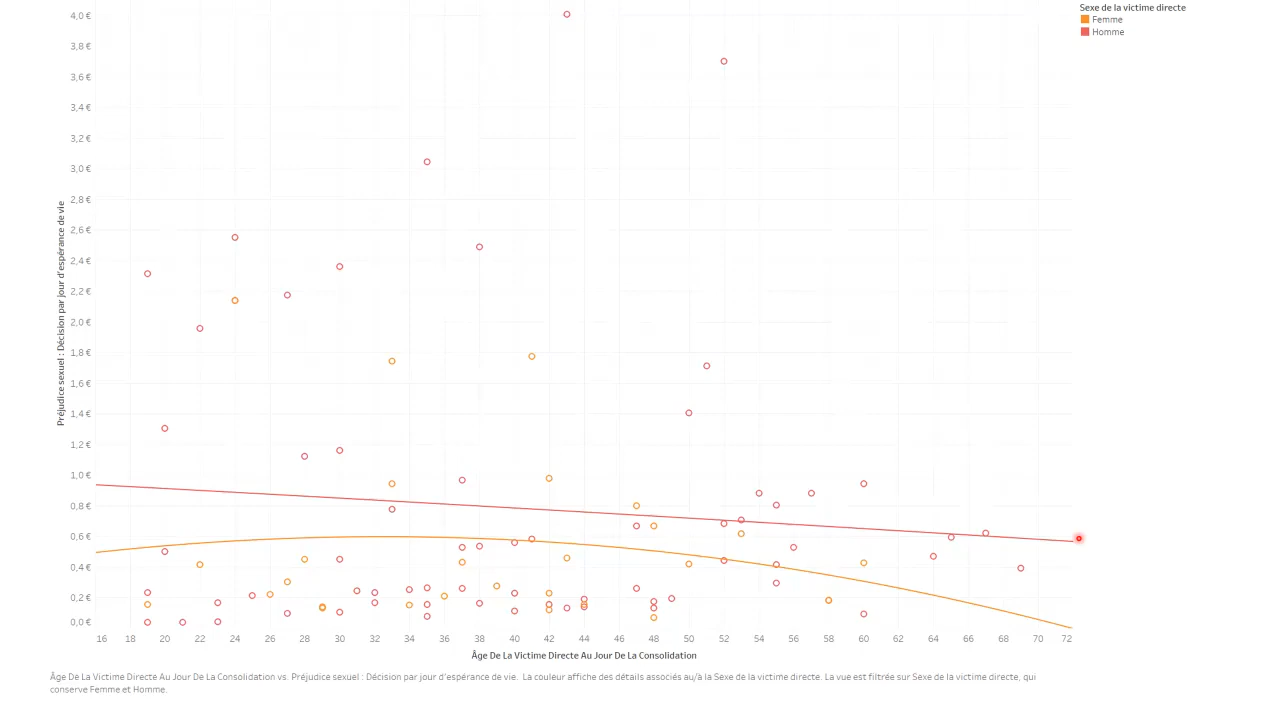 Sexe de la victime directe
Femme
Homme
4,0 €
3,8 €
3,6 €
3,4 €
3,2 €
3,0 €
2,8 €
2,6 €
2,4 €
2,2 €
2,0 €
1,8 €
1,6 €
1,4 €
1,2 €
1,0 €
0,8 €
0,6 €
0,4 €
0,2 €
0,0 €
Préjudice sexuel : Décision par jour d'espérance de vie
16 18 20 22 24 26 28 30 32 34 36 38 40 42 44 46 48 50 52 54 56 58 60 62 64 66 68 70 72
Âge De La Victime Directe Au Jour De La Consolidation
Âge De La Victime Directe Au Jour De La Consolidation vs. Préjudice sexuel : Décision par jour d'espérance de vie. La couleur affiche des détails associés au/à la Sexe de la victime directe. La vue est filtrée sur Sexe de la victime directe, qui
conserve Femme et Homme.